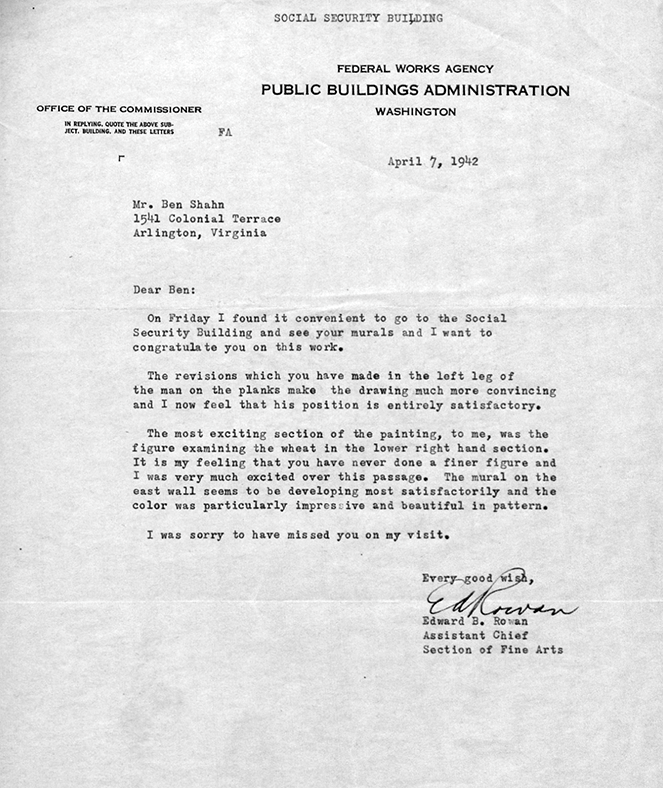 SOCIAL SECURITY BUILDING
FEDERAL WORKS AGENCY
PUBLIC BUILDINGS ADMINISTRATION
WASHINGTON
OFFICE OF THE COMMISSIONER
IN REPLYING, QUOTE THE ABOVE SUB-
JECT, BUILDING, AND THESE LETTERS
FA
April 7, 1942
Mr. Ben Shahn
1541 Colonial Terrace
Arlington, Virginia
Dear Ben:
On Friday I found it convenient to go to the Social
Security Building and see your murals and I want to
congratulate you on this work.
The revisions which you have made in the left leg of
the man on the planks make the drawing much more convincing
and I now feel that his position is entirely satisfactory.
The most exciting section of the painting, to me, was the
figure examining the wheat in the lower right hand section.
It is my feeling that you have never done a finer figure and
I was very much excited over this passage. The mural on the
east wall seems to be developing most satisfactorily and the
color was particularly impressive and beautiful in pattern.
I was sorry to have missed you on my visit.
Every good wish,
Ed Rowan
Edward B. Rowan
Assistant Chief
Section of Fine Arts